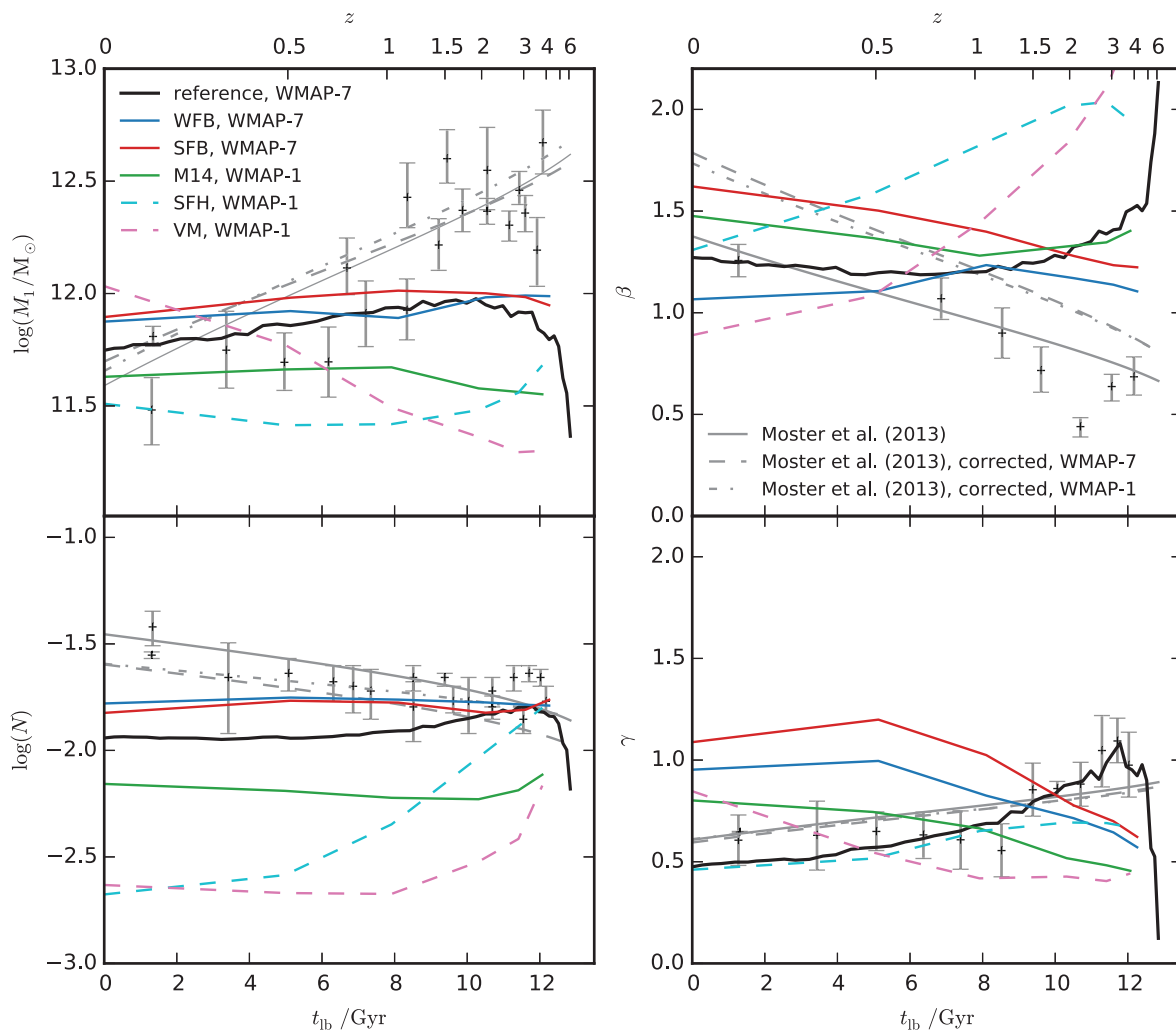 z
z
0 0.5 1 1.5 2 3 4 6
0 0.5 1 1.5 2 3 4 6
13.0
12.5
12.0
11.5
log(M₁/M⊙)
reference, WMAP-7
WFB, WMAP-7
SFB, WMAP-7
M14, WMAP-1
SFH, WMAP-1
VM, WMAP-1
2.0
1.5
1.0
0.5
0.0
β
Moster et al. (2013)
Moster et al. (2013), corrected, WMAP-7
Moster et al. (2013), corrected, WMAP-1
−1.0
−1.5
−2.0
−2.5
−3.0
log(N)
0 2 4 6 8 10 12
t_lb /Gyr
2.0
1.5
1.0
0.5
0.0
γ
0 2 4 6 8 10 12
t_lb /Gyr